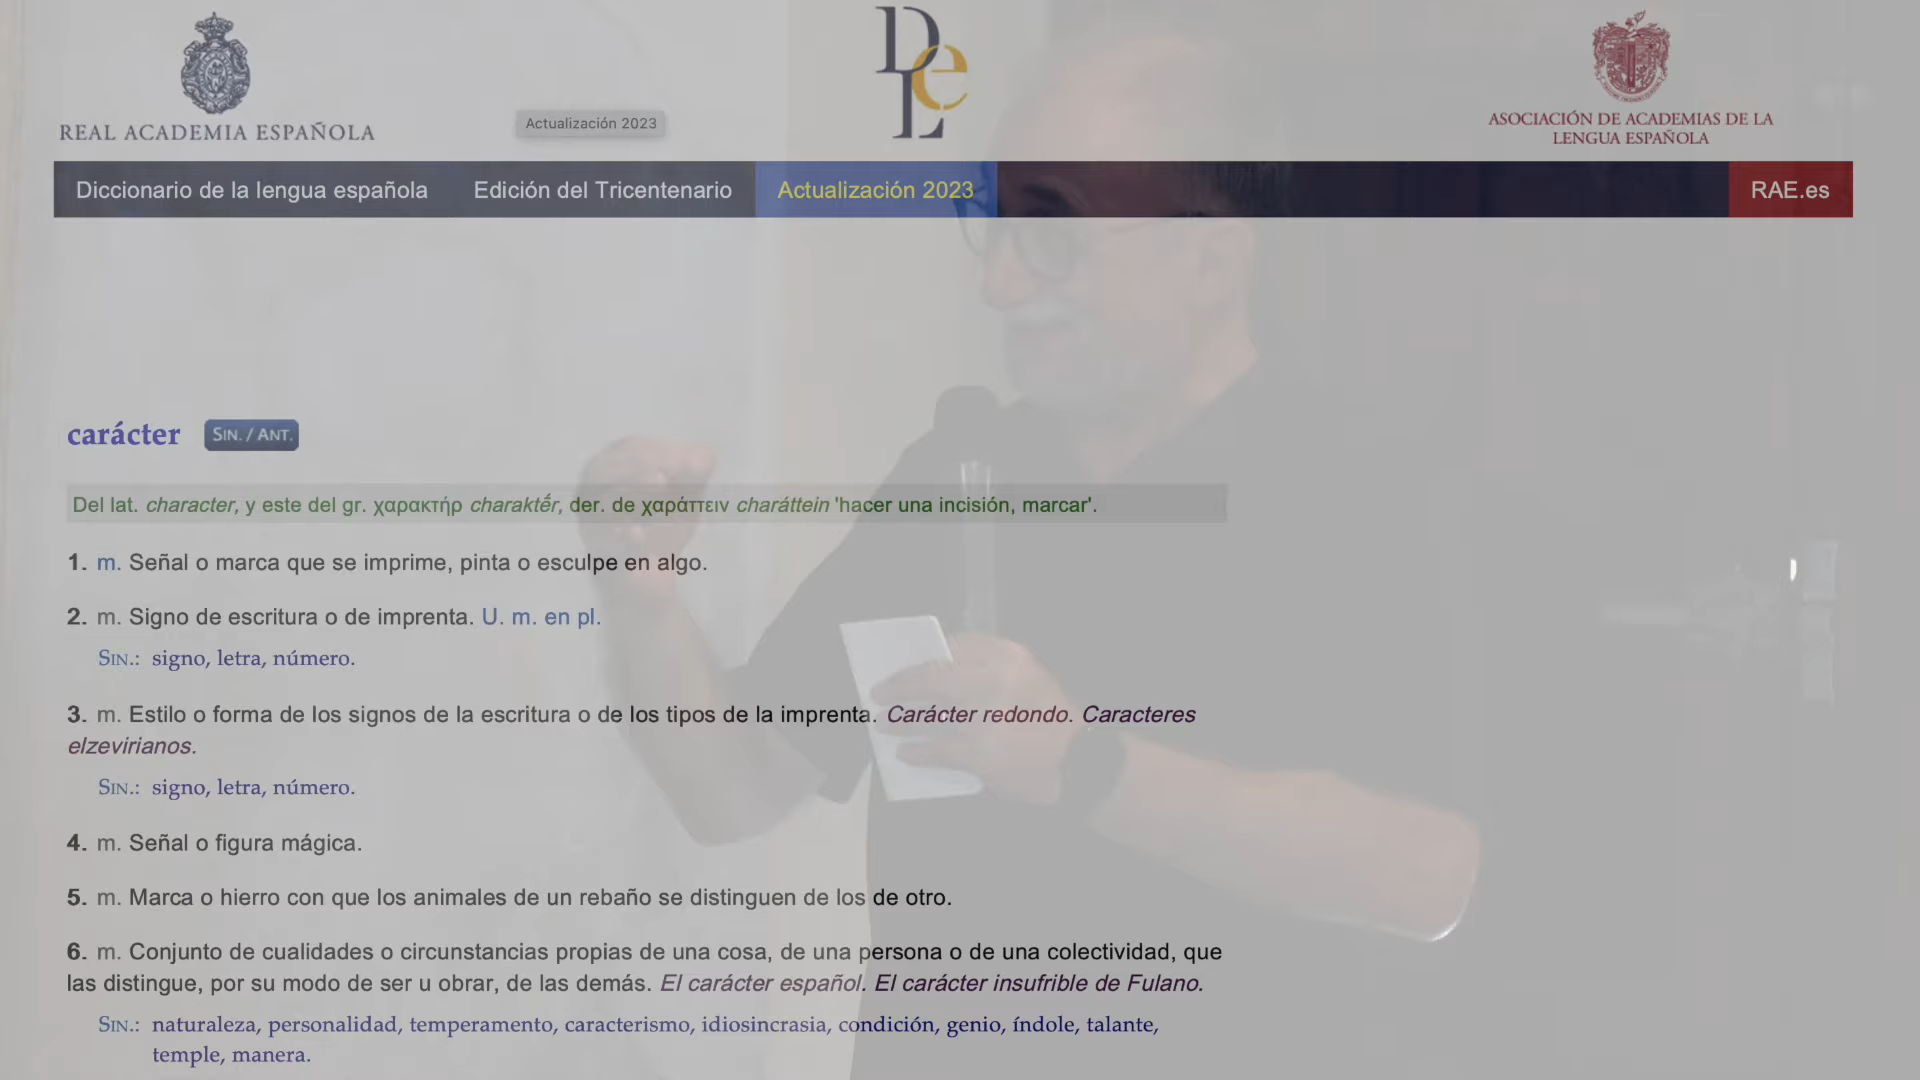 REAL ACADEMIA ESPAÑOLA
Actualización 2023
DLe
ASOCIACIÓN DE ACADEMIAS DE LA
LENGUA ESPAÑOLA
Diccionario de la lengua española Edición del Tricentenario Actualización 2023 RAE.es
carácter SIN. / ANT.
Del lat. character, y este del gr. χαρακτήρ charaktḗr, der. de χαράττειν charáttein 'hacer una incisión, marcar'.
1. m. Señal o marca que se imprime, pinta o esculpe en algo.
2. m. Signo de escritura o de imprenta. U. m. en pl.
SIN.: signo, letra, número.
3. m. Estilo o forma de los signos de la escritura o de los tipos de la imprenta. Carácter redondo. Caracteres
elzevirianos.
SIN.: signo, letra, número.
4. m. Señal o figura mágica.
5. m. Marca o hierro con que los animales de un rebaño se distinguen de los de otro.
6. m. Conjunto de cualidades o circunstancias propias de una cosa, de una persona o de una colectividad, que
las distingue, por su modo de ser u obrar, de las demás. El carácter español. El carácter insufrible de Fulano.
SIN.: naturaleza, personalidad, temperamento, caracterismo, idiosincrasia, condición, genio, índole, talante,
temple, manera.